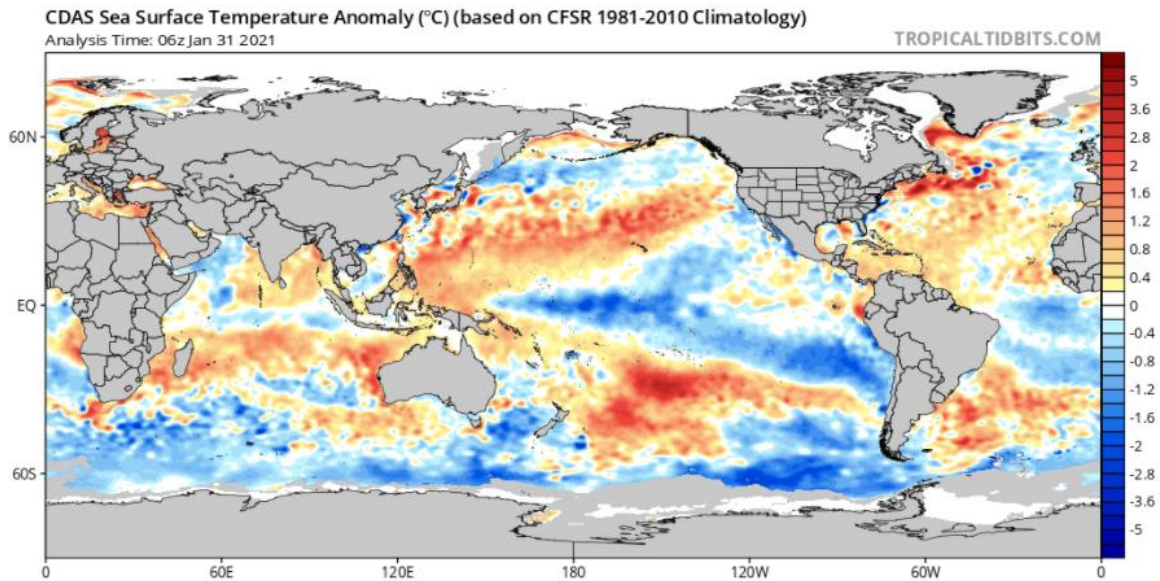 CDAS Sea Surface Temperature Anomaly (°C) (based on CFSR 1981-2010 Climatology)
Analysis Time: 06z Jan 31 2021
TROPICALTIDBITS.COM
60N
EQ
60S
0
60E
120E
180
120W
60W
0
5
3.6
2.8
2
1.6
1.2
0.8
0.4
0
-0.4
-0.8
-1.2
-1.6
-2
-2.8
-3.6
-5